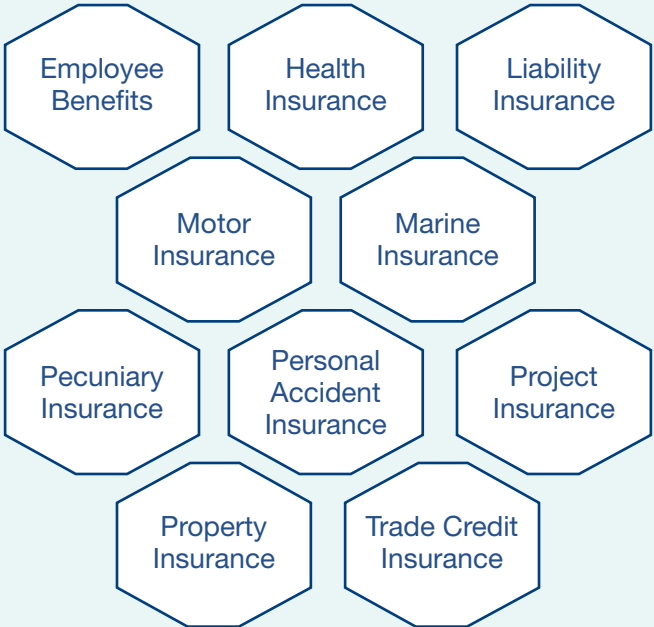 Employee
Benefits
Health
Insurance
Liability
Insurance
Motor
Insurance
Marine
Insurance
Pecuniary
Insurance
Personal
Accident
Insurance
Project
Insurance
Property
Insurance
Trade Credit
Insurance